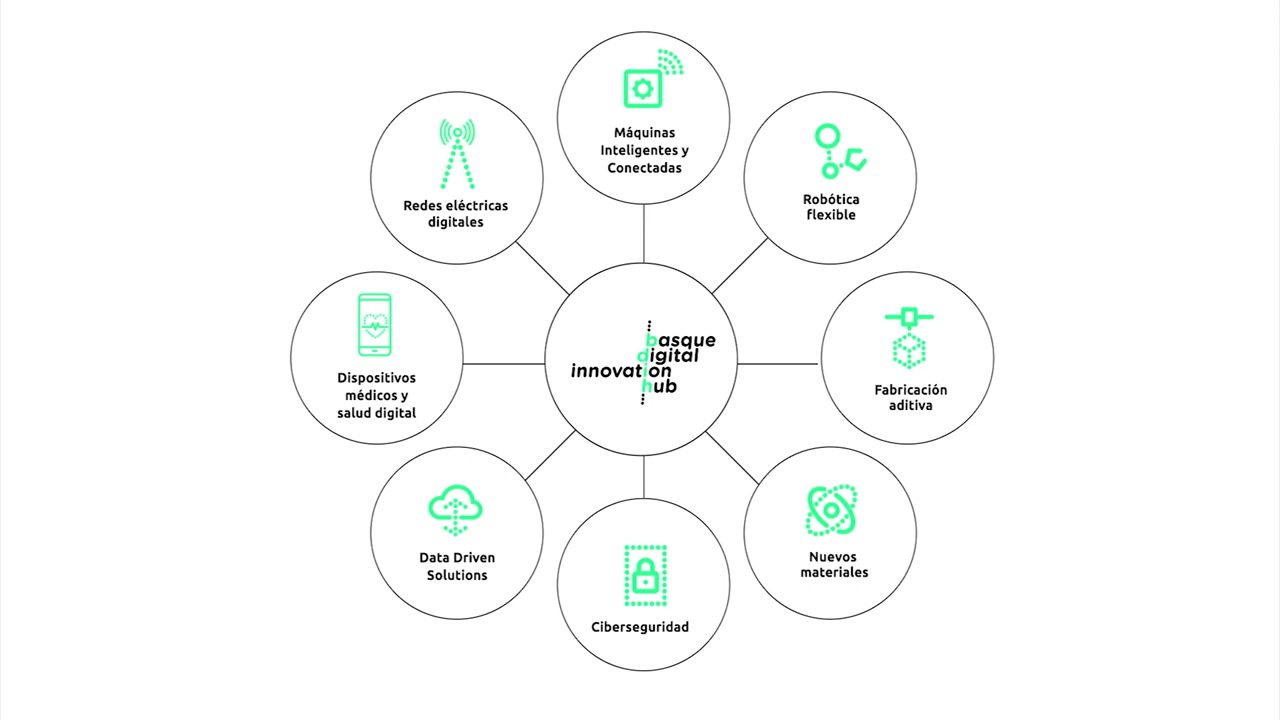 Máquinas
Inteligentes y
Conectadas
Redes eléctricas
digitales
Robótica
flexible
basque
digital
innovation
hub
Dispositivos
médicos y
salud digital
Fabricación
aditiva
Data Driven
Solutions
Nuevos
materiales
Ciberseguridad